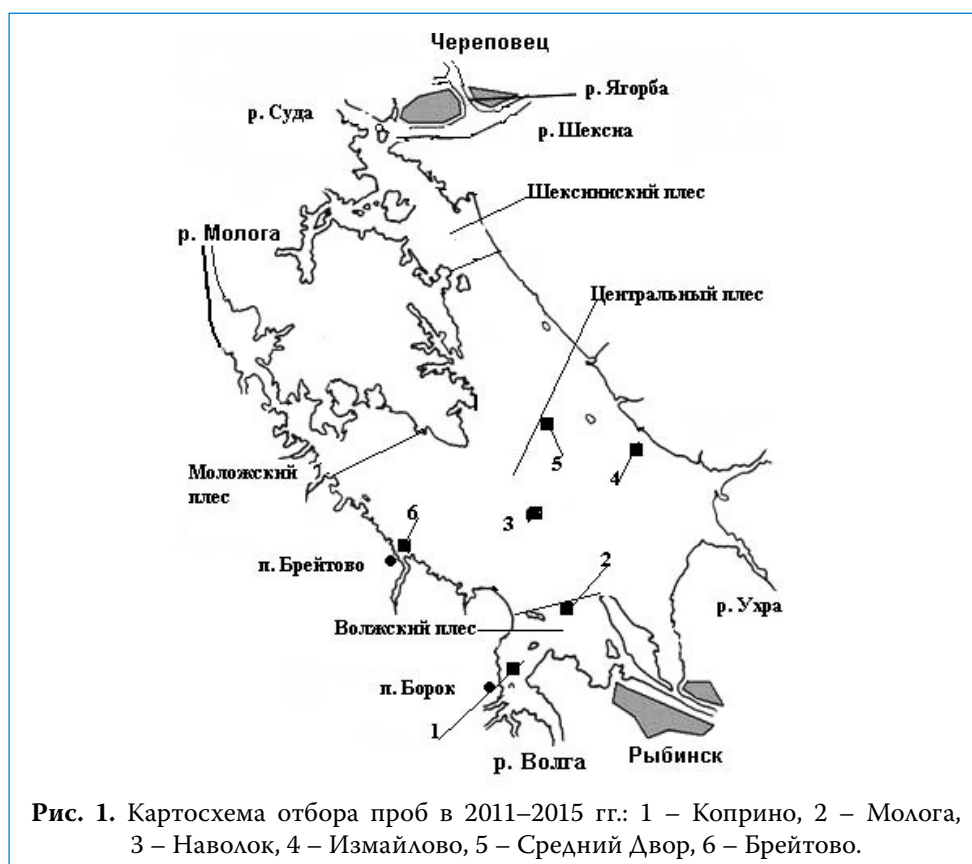 Череповец
р. Ягорба
р. Суда
р. Шексна
Шекснинский плес
р. Молога
Центральный плес
5
4
Моложский
плес
3
6
2
п. Брейтово
р. Ухра
Волжский плес
п. Борок
1
р. Волга
Рыбинск
Рис. 1. Картосхема отбора проб в 2011–2015 гг.: 1 – Коприно, 2 – Молога,
3 – Наволок, 4 – Измайлово, 5 – Средний Двор, 6 – Брейтово.